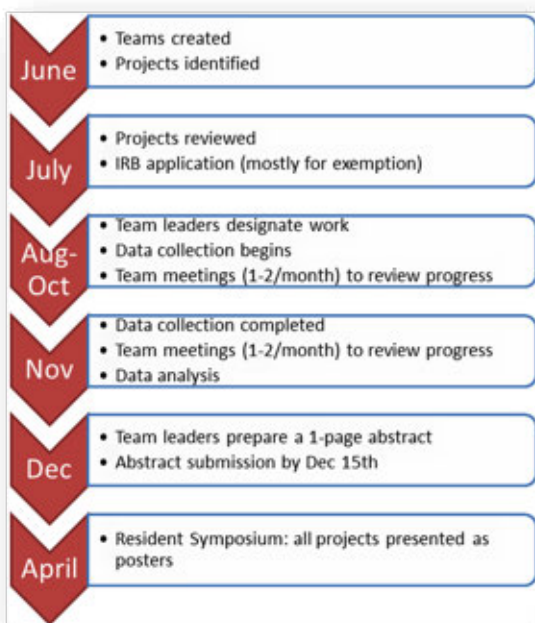 June
• Teams created
• Projects identified
July
• Projects reviewed
• IRB application (mostly for exemption)
Aug-
Oct
• Team leaders designate work
• Data collection begins
• Team meetings (1-2/month) to review progress
Nov
• Data collection completed
• Team meetings (1-2/month) to review progress
• Data analysis
Dec
• Team leaders prepare a 1-page abstract
• Abstract submission by Dec 15th
April
• Resident Symposium: all projects presented as
posters